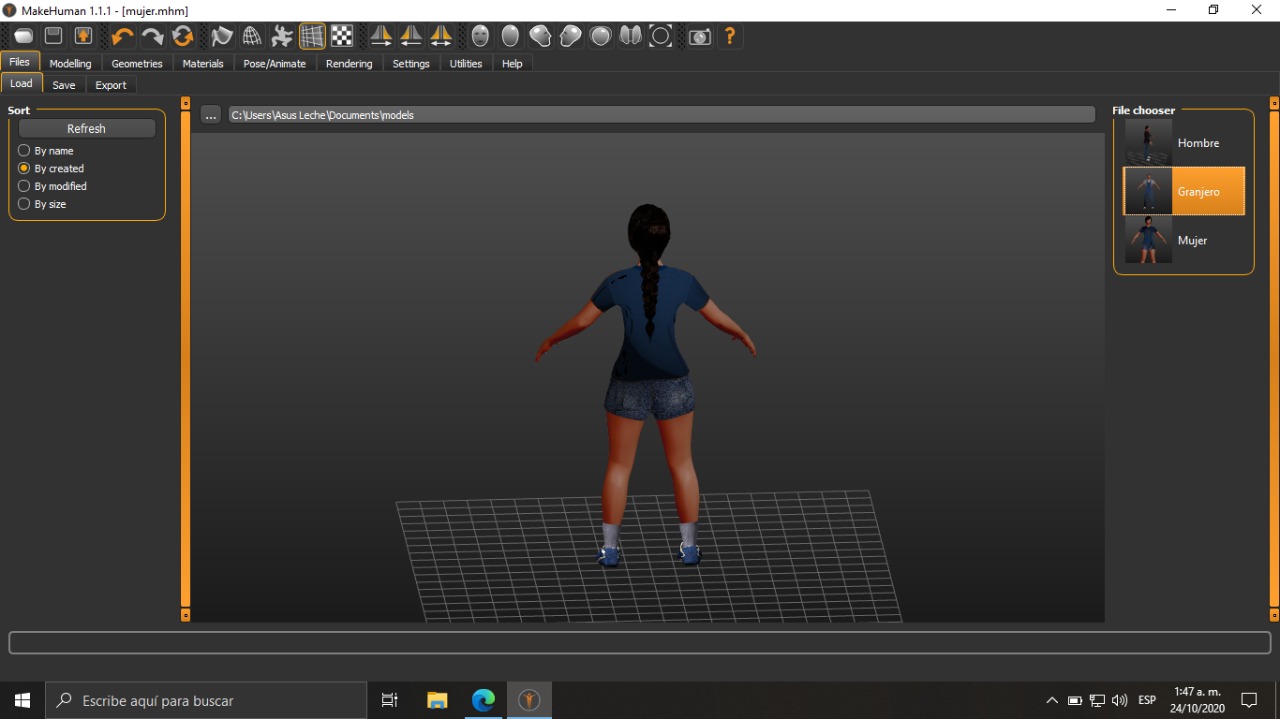 MakeHuman 1.1.1 - [mujer.mhm]
Files Modelling Geometries Materials Pose/Animate Rendering Settings Utilities Help
Load Save Export
Sort
Refresh
By name
By created
By modified
By size
... C:\Users\Asus Leche\Documents\models
File chooser
Hombre
Granjero
Mujer
Escribe aquí para buscar
ESP
1:47 a. m.
24/10/2020